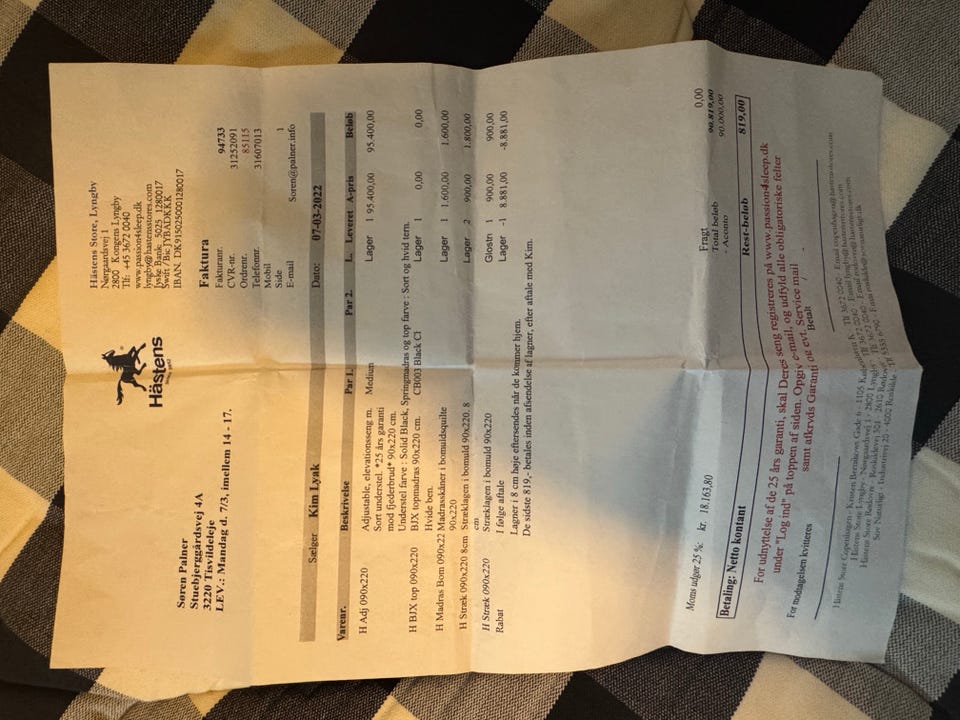 Hästens
since 1852
Hästens Store, Lyngby
Nørgaardsvej 1
2800 Kongens Lyngby
Tlf: +45 3672 0040
www.passion4sleep.dk
lyngby@hastensstores.com
Jyske Bank: 5025 1280017
Swift / Bic JYBADKKK
IBAN. DK9150250001280017
Søren Palner
Stuebjerggårdsvej 4A
3220 Tisvildeleje
LEV.: Mandag d. 7/3, imellem 14 - 17.
Faktura
Fakturanr. 94733
CVR-nr. 31252091
Ordrenr. 85115
Telefonnr. 31607013
Mobil
Side 1
E-mail Soren@palner.info
Sælger Kim Lyak Dato: 07-03-2022
Varenr. Beskrivelse Par 1. Par 2. L. Leveret A-pris Beløb
H Adj 090x220 Adjustable, elevationsseng m. Medium Lager 1 95.400,00 95.400,00
Sort understel. *25 års garanti
mod fjederbrud* 90x220 cm.
Understel farve : Solid Black, Springmadras og top farve : Sort og hvid tern.
H BJX top 090x220 BJX topmadras 90x220 cm. CB003 Black Cl Lager 1 0,00 0,00
Hvide ben.
H Madras Bom 090x22 Madrasskåner i bomuldsquilte Lager 1 1.600,00 1.600,00
90x220
H Stræk 090x220 8cm Stræklagen i bomuld 90x220. 8 Lager 2 900,00 1.800,00
cm
H Stræk 090x220 Stræklagen i bomuld 90x220 Glostn 1 900,00 900,00
Rabat I følge aftale Lager -1 8.881,00 -8.881,00
Lagner i 8 cm høje eftersendes når de kommer hjem.
De sidste 819,- betales inden afsendelse af lagner, efter aftale med Kim.
Fragt 0,00
Moms udgør 25 %: kr. 18.163,80 Total beløb 90.819,00
- Aconto 90.000,00
Betaling: Netto kontant Rest-beløb 819,00
For udnyttelse af de 25 års garanti, skal Deres seng registreres på www.passion4sleep.dk
under "Log ind" på toppen af siden. Opgiv e-mail, og udfyld alle obligatoriske felter
samt afkryds Garanti og evt. Service mail
For modtagelsen kvitteres Betalt